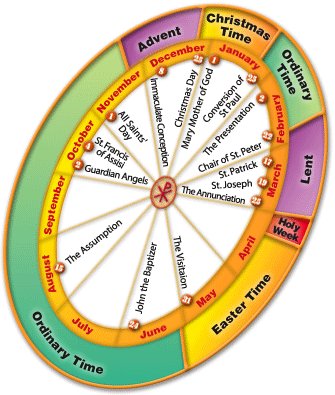 Advent
Christmas
Time
Ordinary
Time
Lent
Holy
Week
Easter Time
Ordinary Time
December
January
February
March
April
May
June
July
August
September
October
November
8
Immaculate Conception
25
Christmas Day
1
Mary Mother of God
25
Conversion of
St Paul
2
The Presentation
22
Chair of St. Peter
17
St. Patrick
19
St. Joseph
25
The Annunciation
31
The Visitaion
24
John the Baptizer
15
The Assumption
2
Guardian Angels
4
St. Francis
of Assisi
1
All Saints'
Day